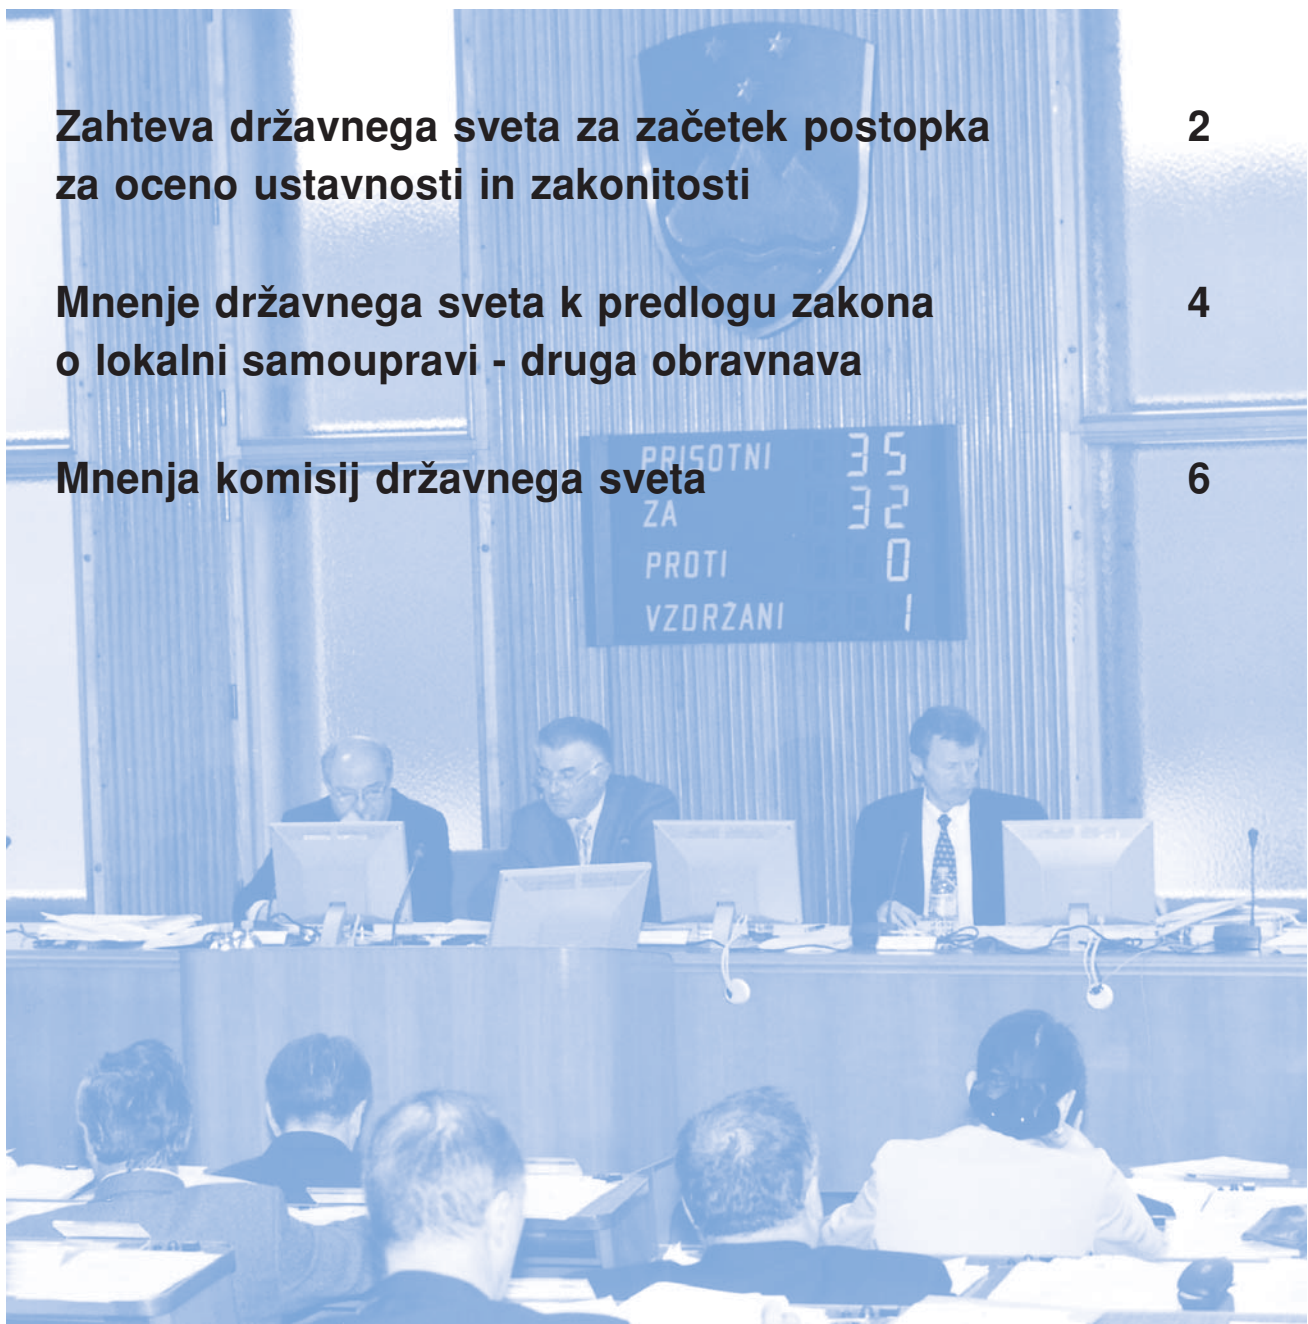 Zahteva državnega sveta za začetek postopka 2
za oceno ustavnosti in zakonitosti
Mnenje državnega sveta k predlogu zakona 4
o lokalni samoupravi - druga obravnava
Mnenja komisij državnega sveta 6
PRISOTNI 35
ZA 32
PROTI 0
VZDRŽANI 1